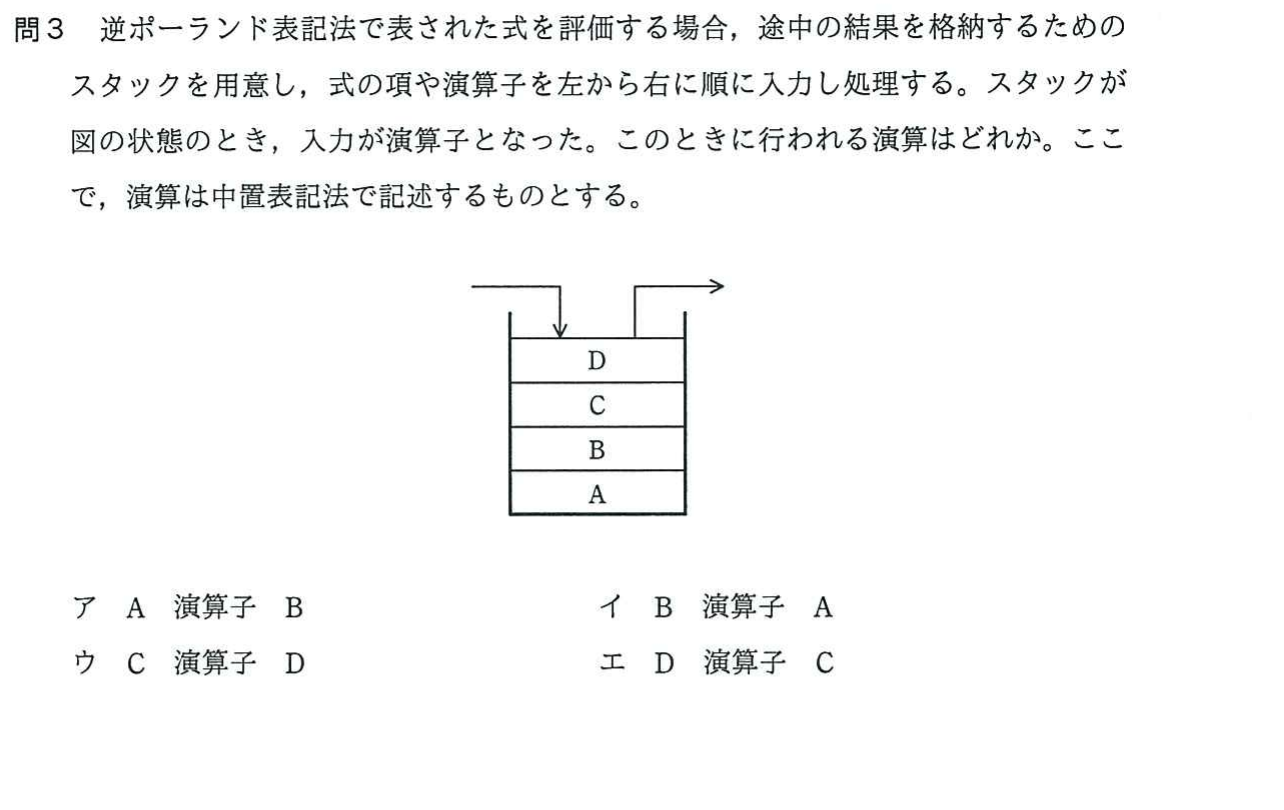 問3　逆ポーランド表記法で表された式を評価する場合，途中の結果を格納するための
スタックを用意し，式の項や演算子を左から右に順に入力し処理する。スタックが
図の状態のとき，入力が演算子となった。このときに行われる演算はどれか。ここ
で，演算は中置表記法で記述するものとする。
D
C
B
A
ア　A　演算子　B　　イ　B　演算子　A
ウ　C　演算子　D　　エ　D　演算子　C